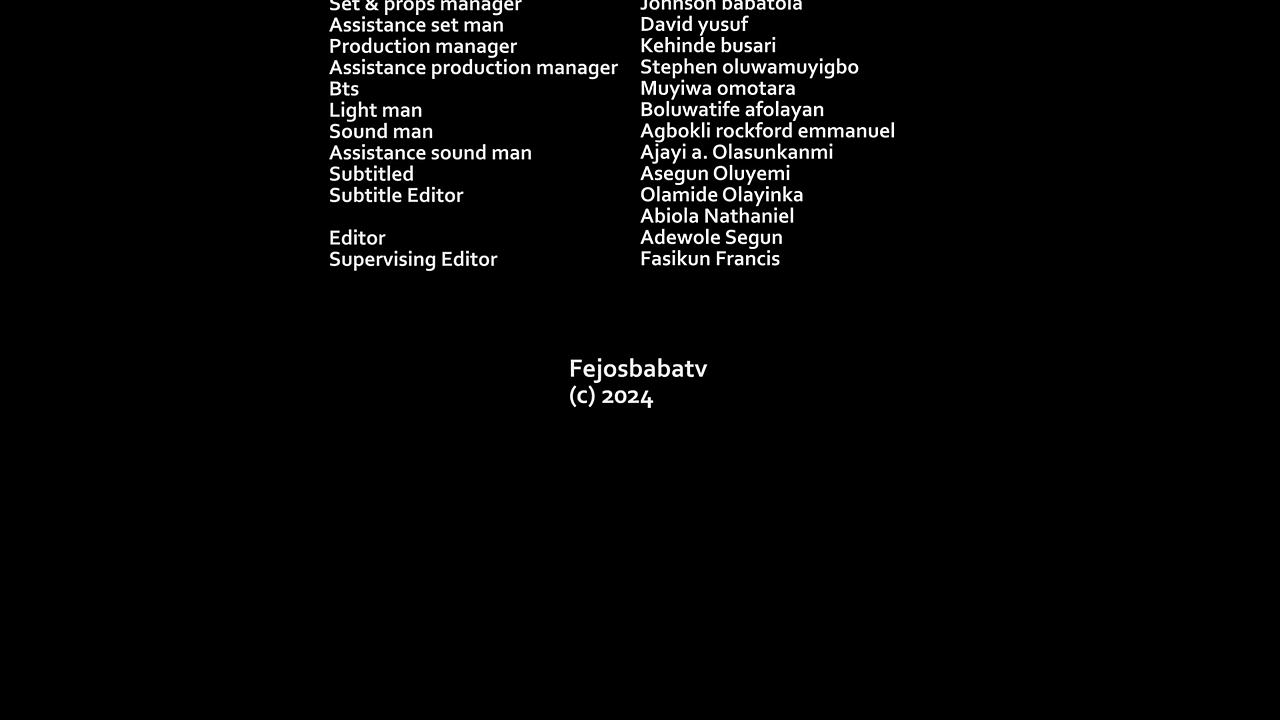 Set & props manager Johnson babatola
Assistance set man David yusuf
Production manager Kehinde busari
Assistance production manager Stephen oluwamuyigbo
Bts Muyiwa omotara
Light man Boluwatife afolayan
Sound man Agbokli rockford emmanuel
Assistance sound man Ajayi a. Olasunkanmi
Subtitled Asegun Oluyemi
Subtitle Editor Olamide Olayinka
Abiola Nathaniel
Editor Adewole Segun
Supervising Editor Fasikun Francis
Fejosbabatv
(c) 2024